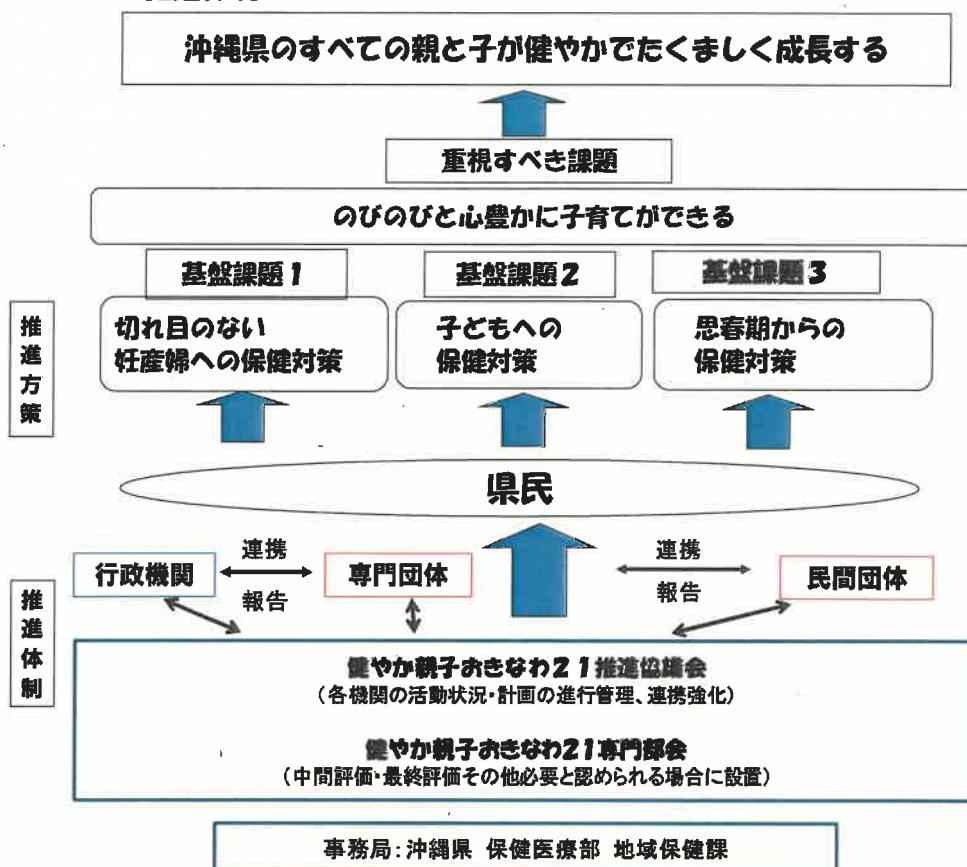 沖縄県のすべての親と子が健やかでたくましく成長する
重視すべき課題
のびのびと心豊かに子育てができる
基盤課題1
基盤課題2
基盤課題3
推進方策
切れ目のない
妊産婦への保健対策
子どもへの
保健対策
思春期からの
保健対策
県民
推進体制
行政機関
連携
報告
専門団体
連携
報告
民間団体
健やか親子おきなわ21推進協議会
(各機関の活動状況・計画の進行管理、連携強化)
健やか親子おきなわ21専門部会
(中間評価・最終評価その他必要と認められる場合に設置)
事務局:沖縄県 保健医療部 地域保健課